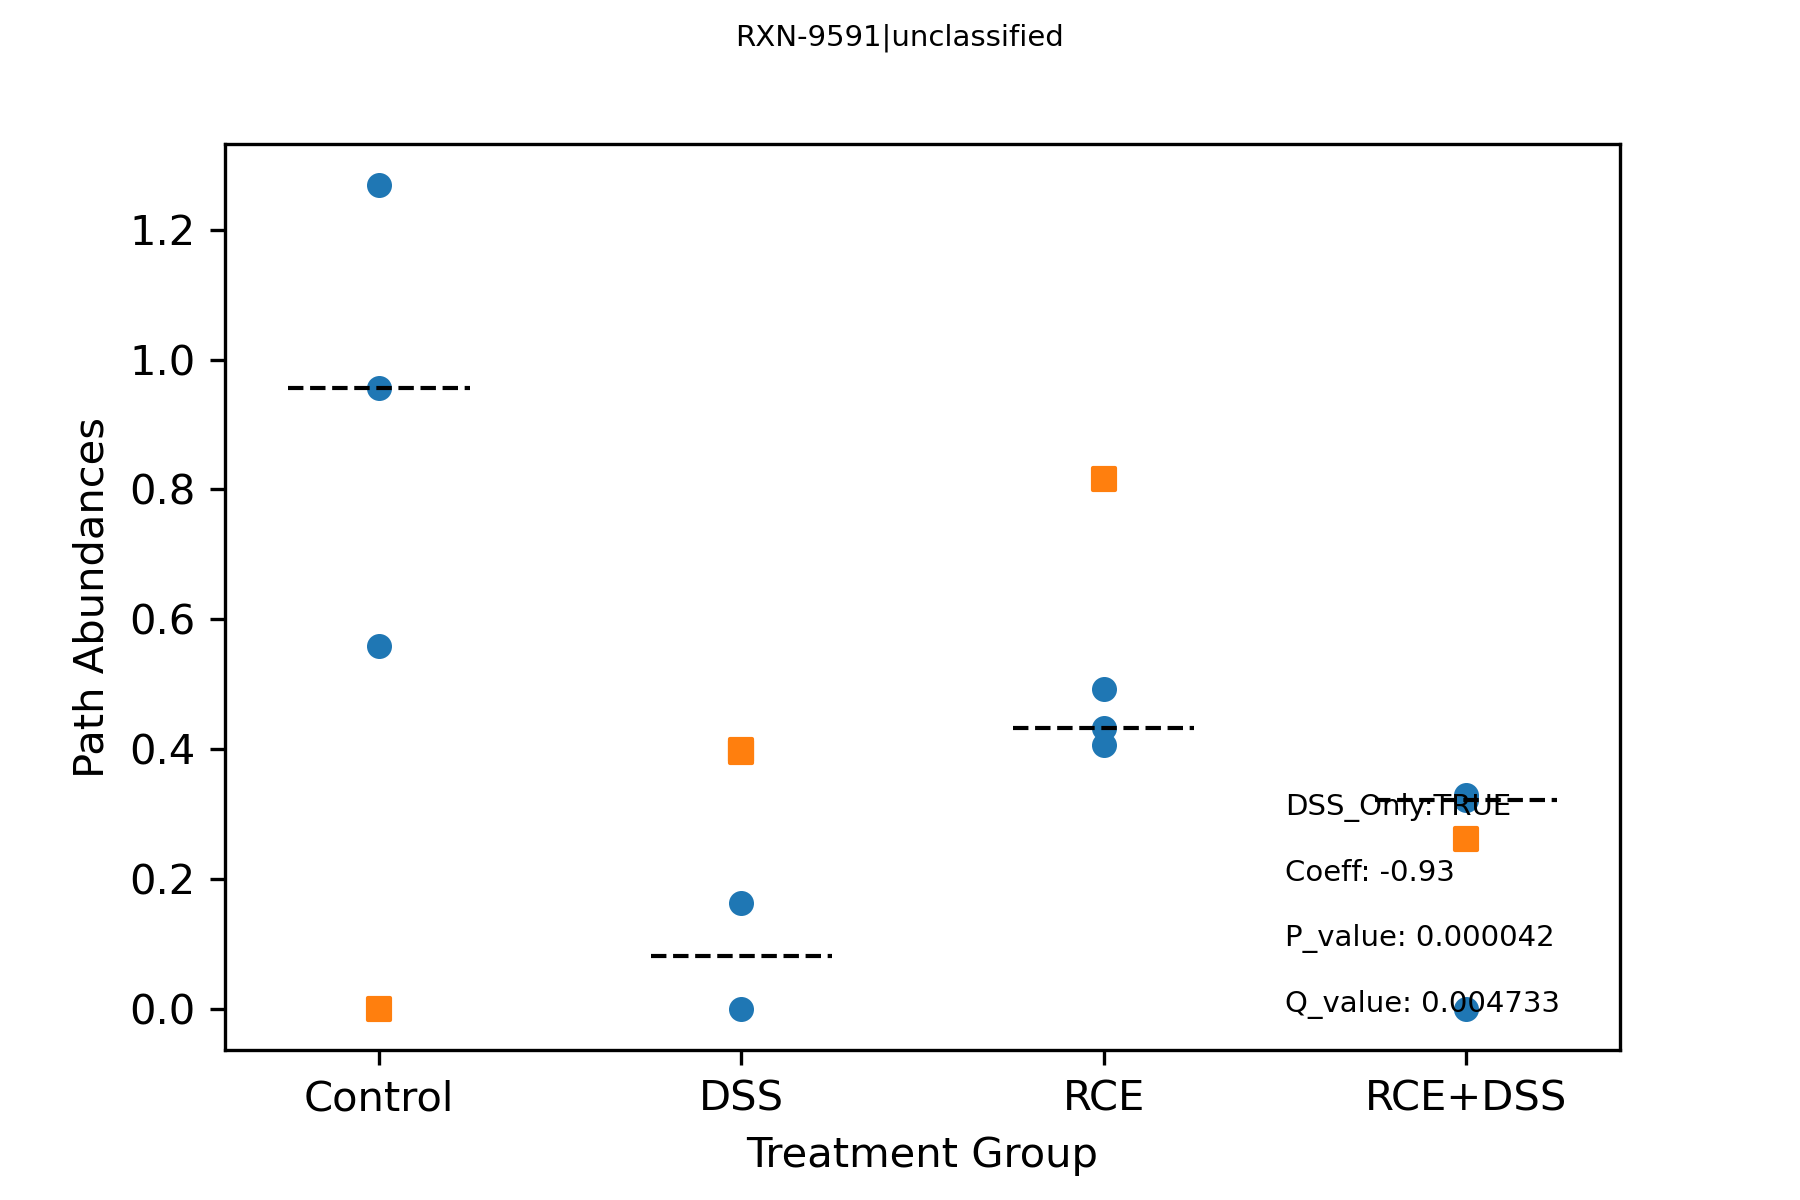 RXN-9591|unclassified
1.2
1.0
0.8
0.6
0.4
0.2
0.0
Path Abundances
DSS_Only:TRUE
Coeff: -0.93
P_value: 0.000042
Q_value: 0.004733
Control DSS RCE RCE+DSS
Treatment Group